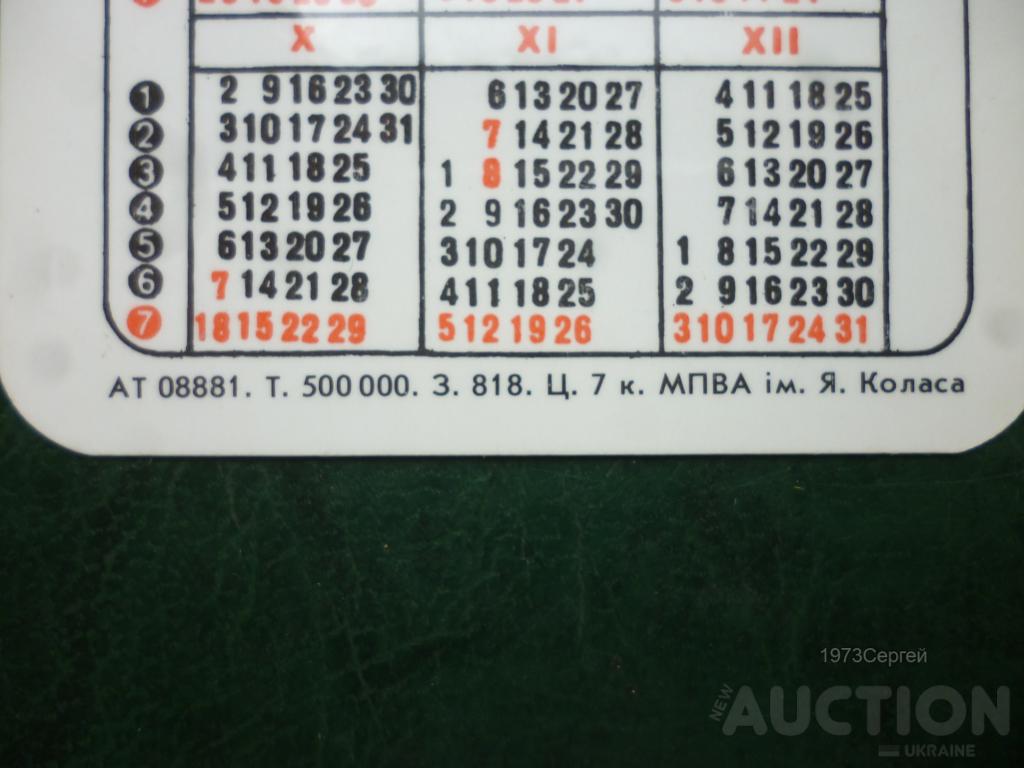 X XI XII
1 2 9 16 23 30 6 13 20 27 4 11 18 25
2 3 10 17 24 31 7 14 21 28 5 12 19 26
3 4 11 18 25 1 8 15 22 29 6 13 20 27
4 5 12 19 26 2 9 16 23 30 7 14 21 28
5 6 13 20 27 3 10 17 24 1 8 15 22 29
6 7 14 21 28 4 11 18 25 2 9 16 23 30
7 18 15 22 29 5 12 19 26 3 10 17 24 31
АТ 08881. Т. 500 000. З. 818. Ц. 7 к. МПВА ім. Я. Коласа
1973Сергей
NEW AUCTION
UKRAINE